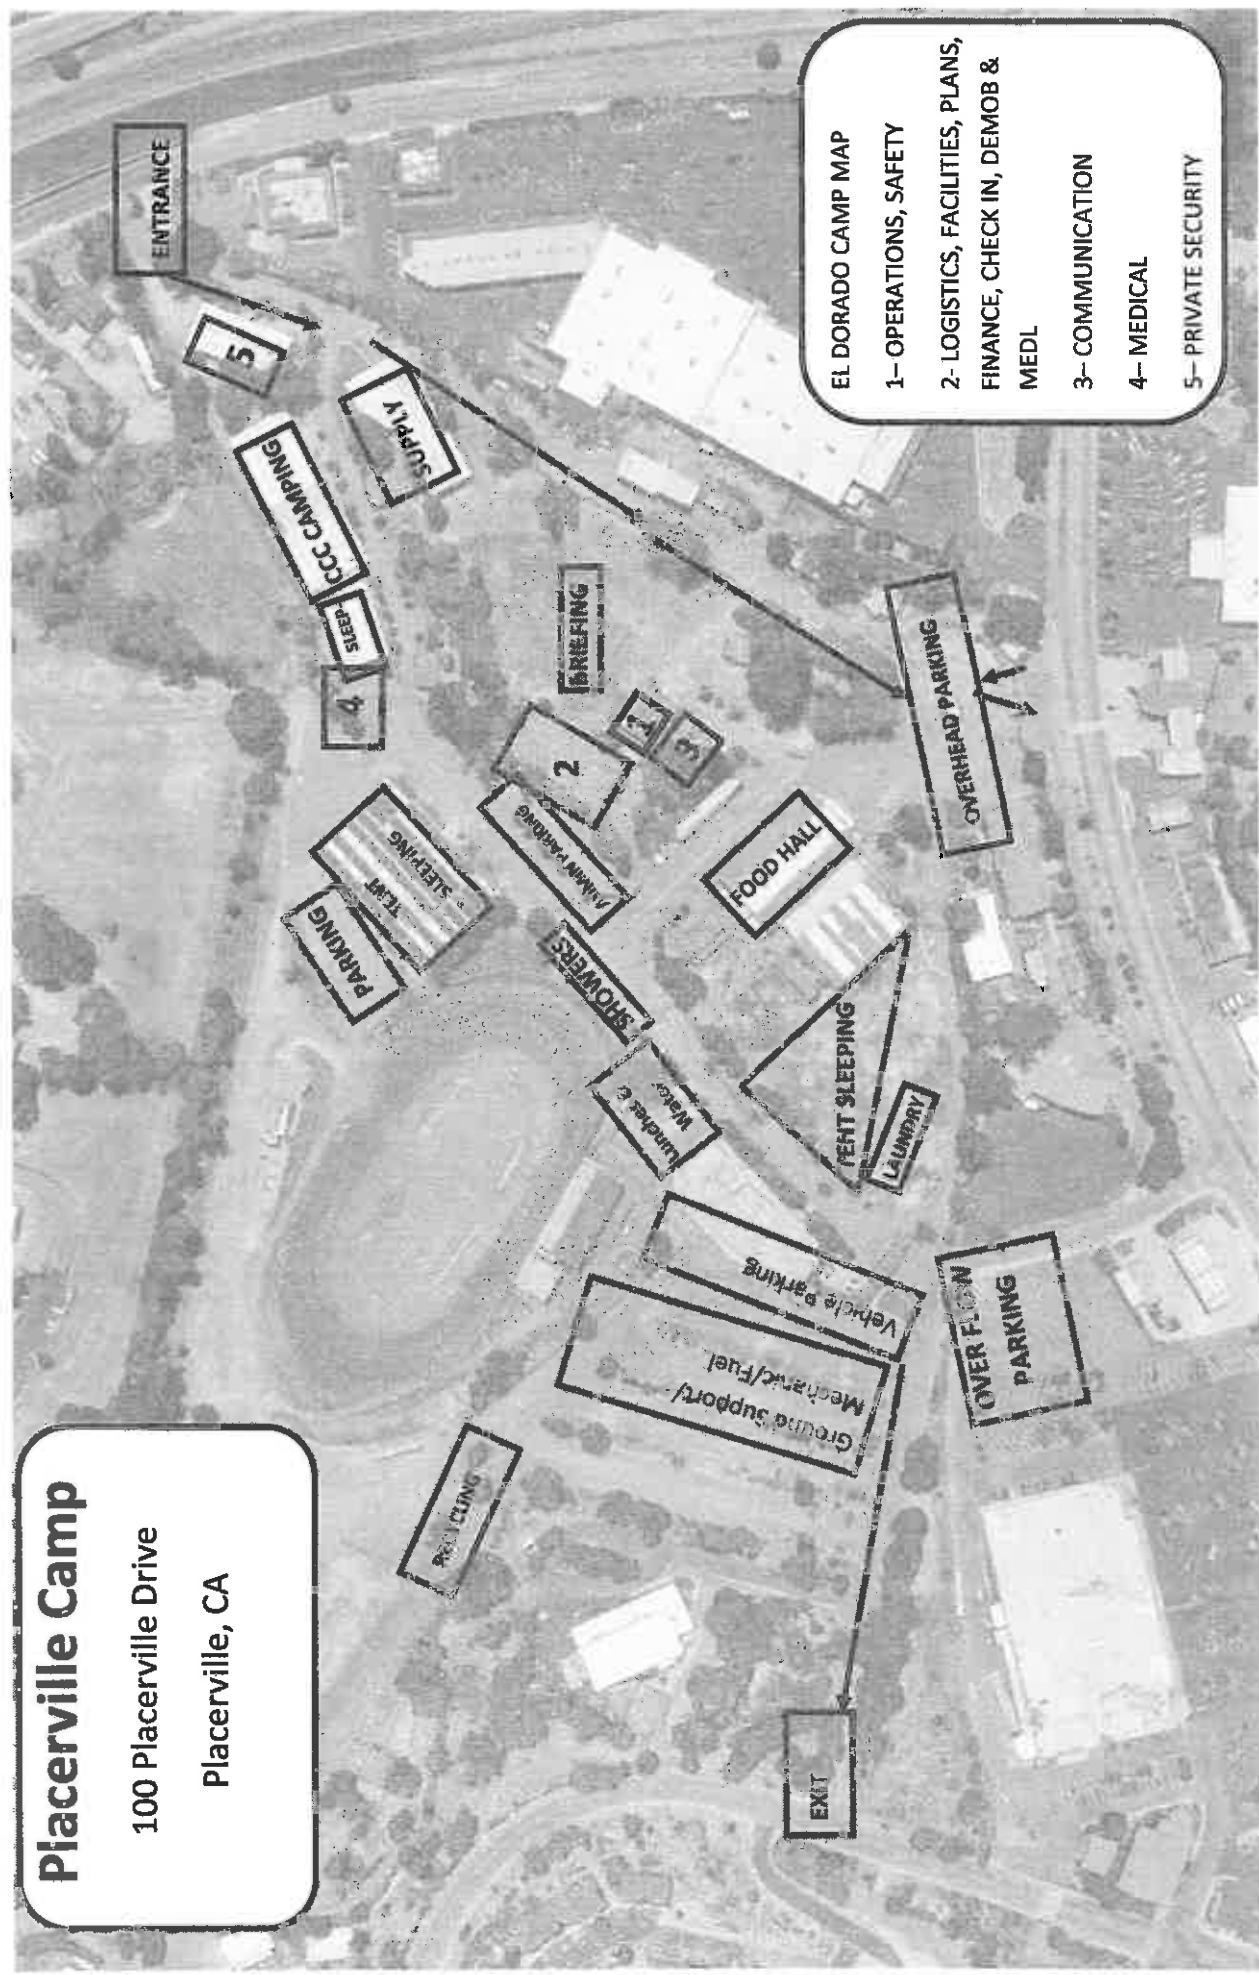 Placerville Camp
100 Placerville Drive
Placerville, CA
ENTRANCE
5
CCC CAMPING
SLEEP-
4
SUPPLY
SLEEPING
TENT
PARKING
BRIEFING
1
2
3
ADMIN PARKING
SHOWERS
Lunches &
Water
FOOD HALL
TENT SLEEPING
LAUNDRY
RECYCLING
Vehicle Parking
Ground Support/
Mechanic/Fuel
OVERHEAD PARKING
OVER FLOW
PARKING
EXIT
EL DORADO CAMP MAP
1– OPERATIONS, SAFETY
2- LOGISTICS, FACILITIES, PLANS,
FINANCE, CHECK IN, DEMOB &
MEDL
3– COMMUNICATION
4– MEDICAL
5– PRIVATE SECURITY